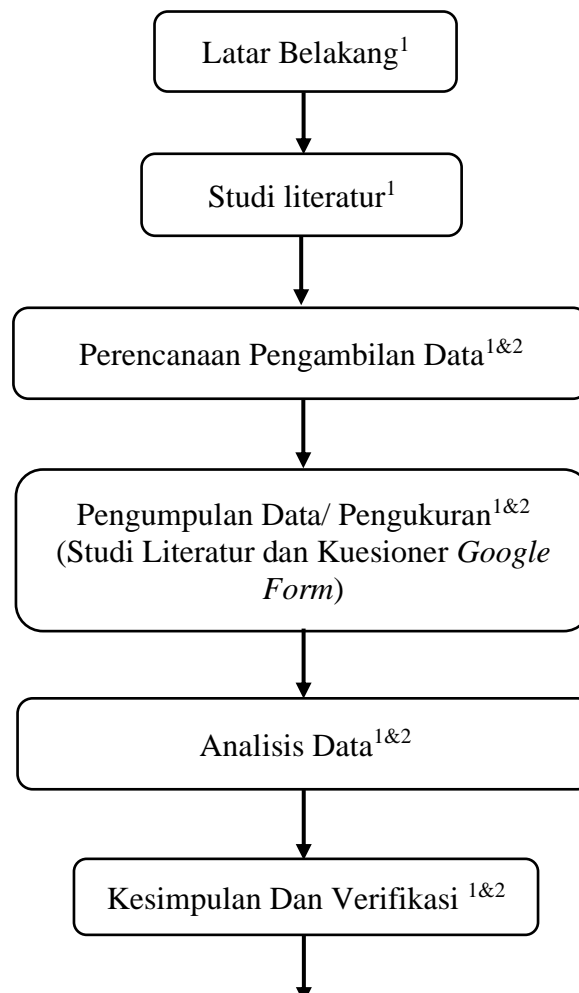 Latar Belakang¹
Studi literatur¹
Perencanaan Pengambilan Data¹&²
Pengumpulan Data/ Pengukuran¹&²
(Studi Literatur dan Kuesioner Google
Form)
Analisis Data¹&²
Kesimpulan Dan Verifikasi ¹&²